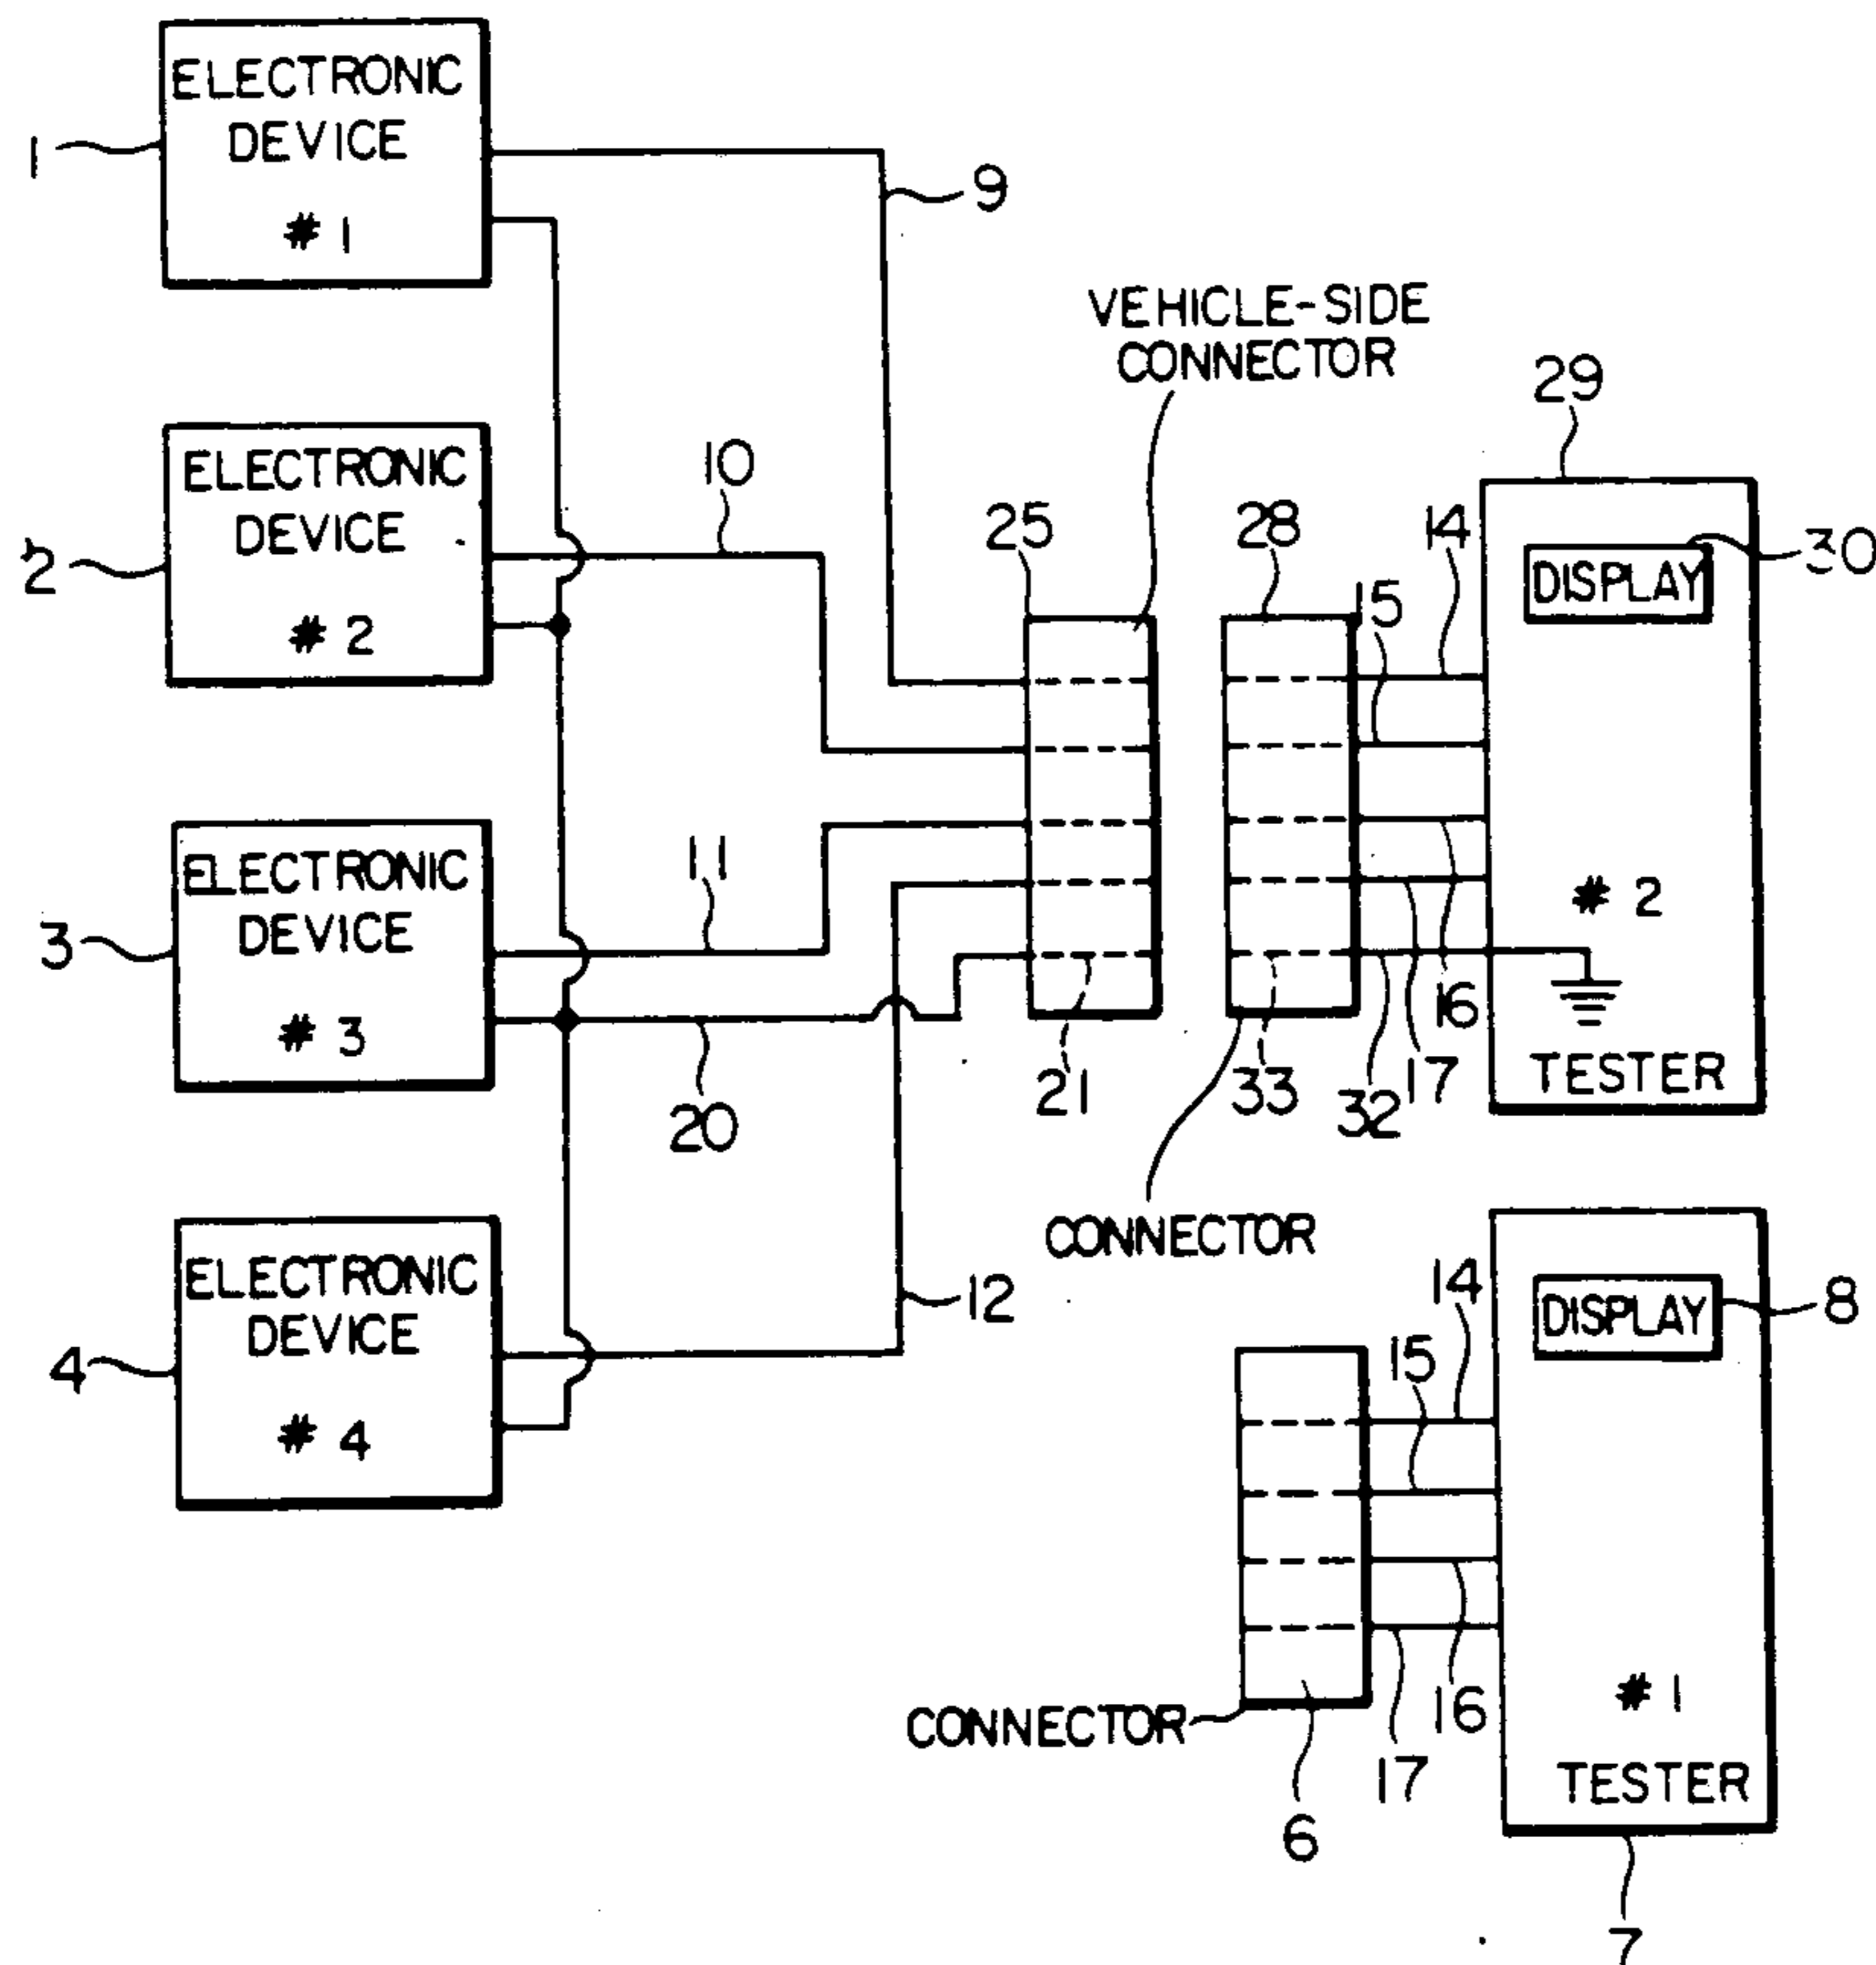 ELECTRONIC
DEVICE
# 1
1
9
VEHICLE-SIDE
CONNECTOR
29
ELECTRONIC
DEVICE
# 2
2
10
25
28
15
14
DISPLAY
30
ELECTRONIC
DEVICE
# 3
3
11
# 2
16
17
TESTER
20
21
33
32
CONNECTOR
ELECTRONIC
DEVICE
# 4
4
12
14
DISPLAY
8
15
# 1
16
CONNECTOR
17
TESTER
6
7